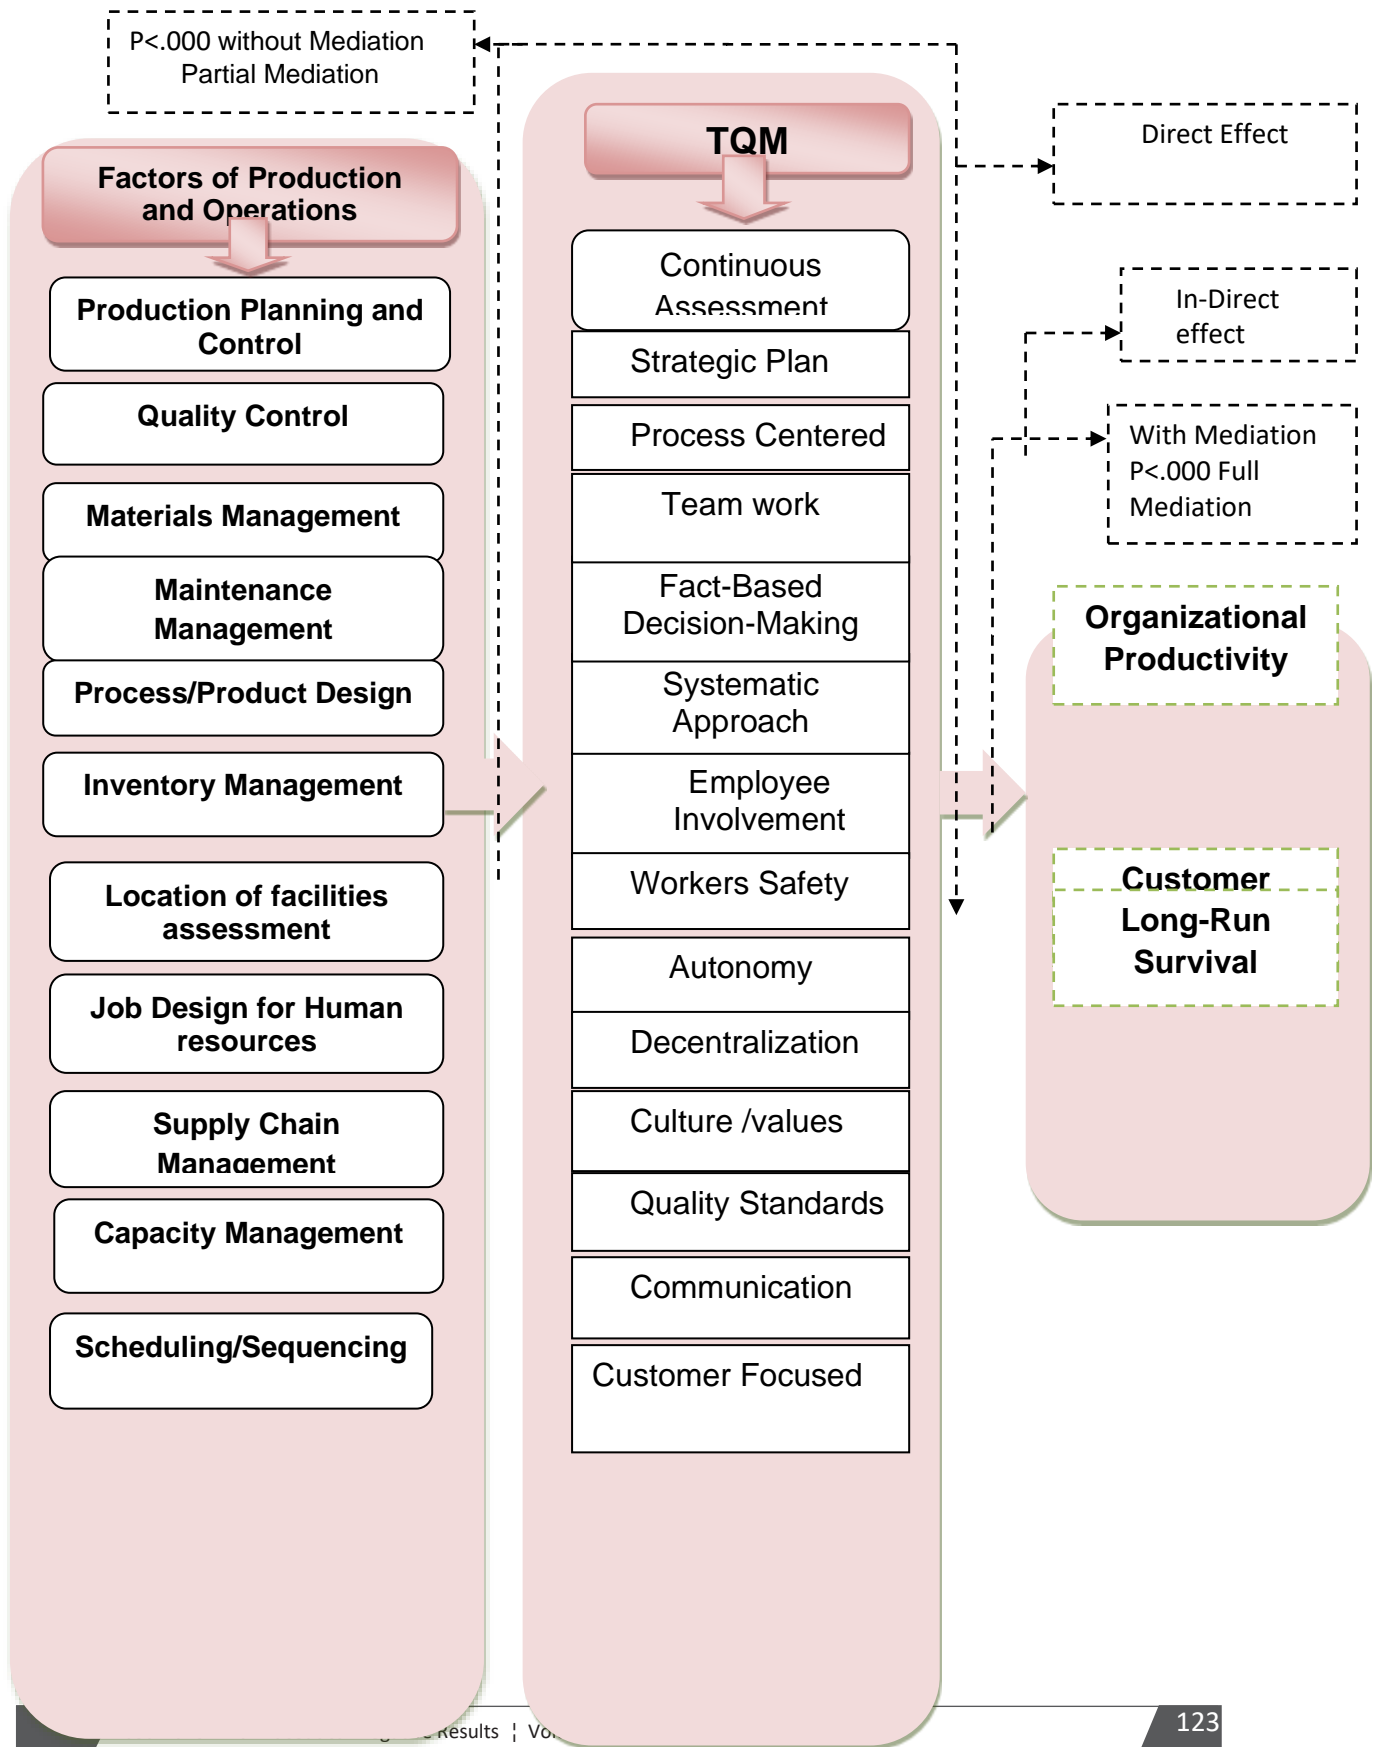 P<.000 without Mediation
Partial Mediation
Factors of Production
and Operations
Production Planning and
Control
Quality Control
Materials Management
Maintenance
Management
Process/Product Design
Inventory Management
Location of facilities
assessment
Job Design for Human
resources
Supply Chain
Management
Capacity Management
Scheduling/Sequencing
TQM
Continuous
Assessment
Strategic Plan
Process Centered
Team work
Fact-Based
Decision-Making
Systematic
Approach
Employee
Involvement
Workers Safety
Autonomy
Decentralization
Culture /values
Quality Standards
Communication
Customer Focused
Direct Effect
In-Direct
effect
With Mediation
P<.000 Full
Mediation
Organizational
Productivity
Customer
Long-Run
Survival
Results ¦
123